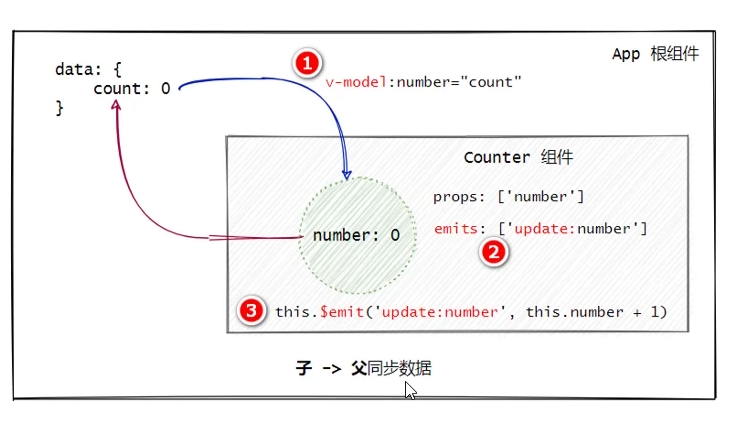 App 根组件
data: {
count: 0
}
1
v-model:number="count"
Counter 组件
props: ['number']
emits: ['update:number']
2
number: 0
3
this.$emit('update:number', this.number + 1)
子 -> 父同步数据